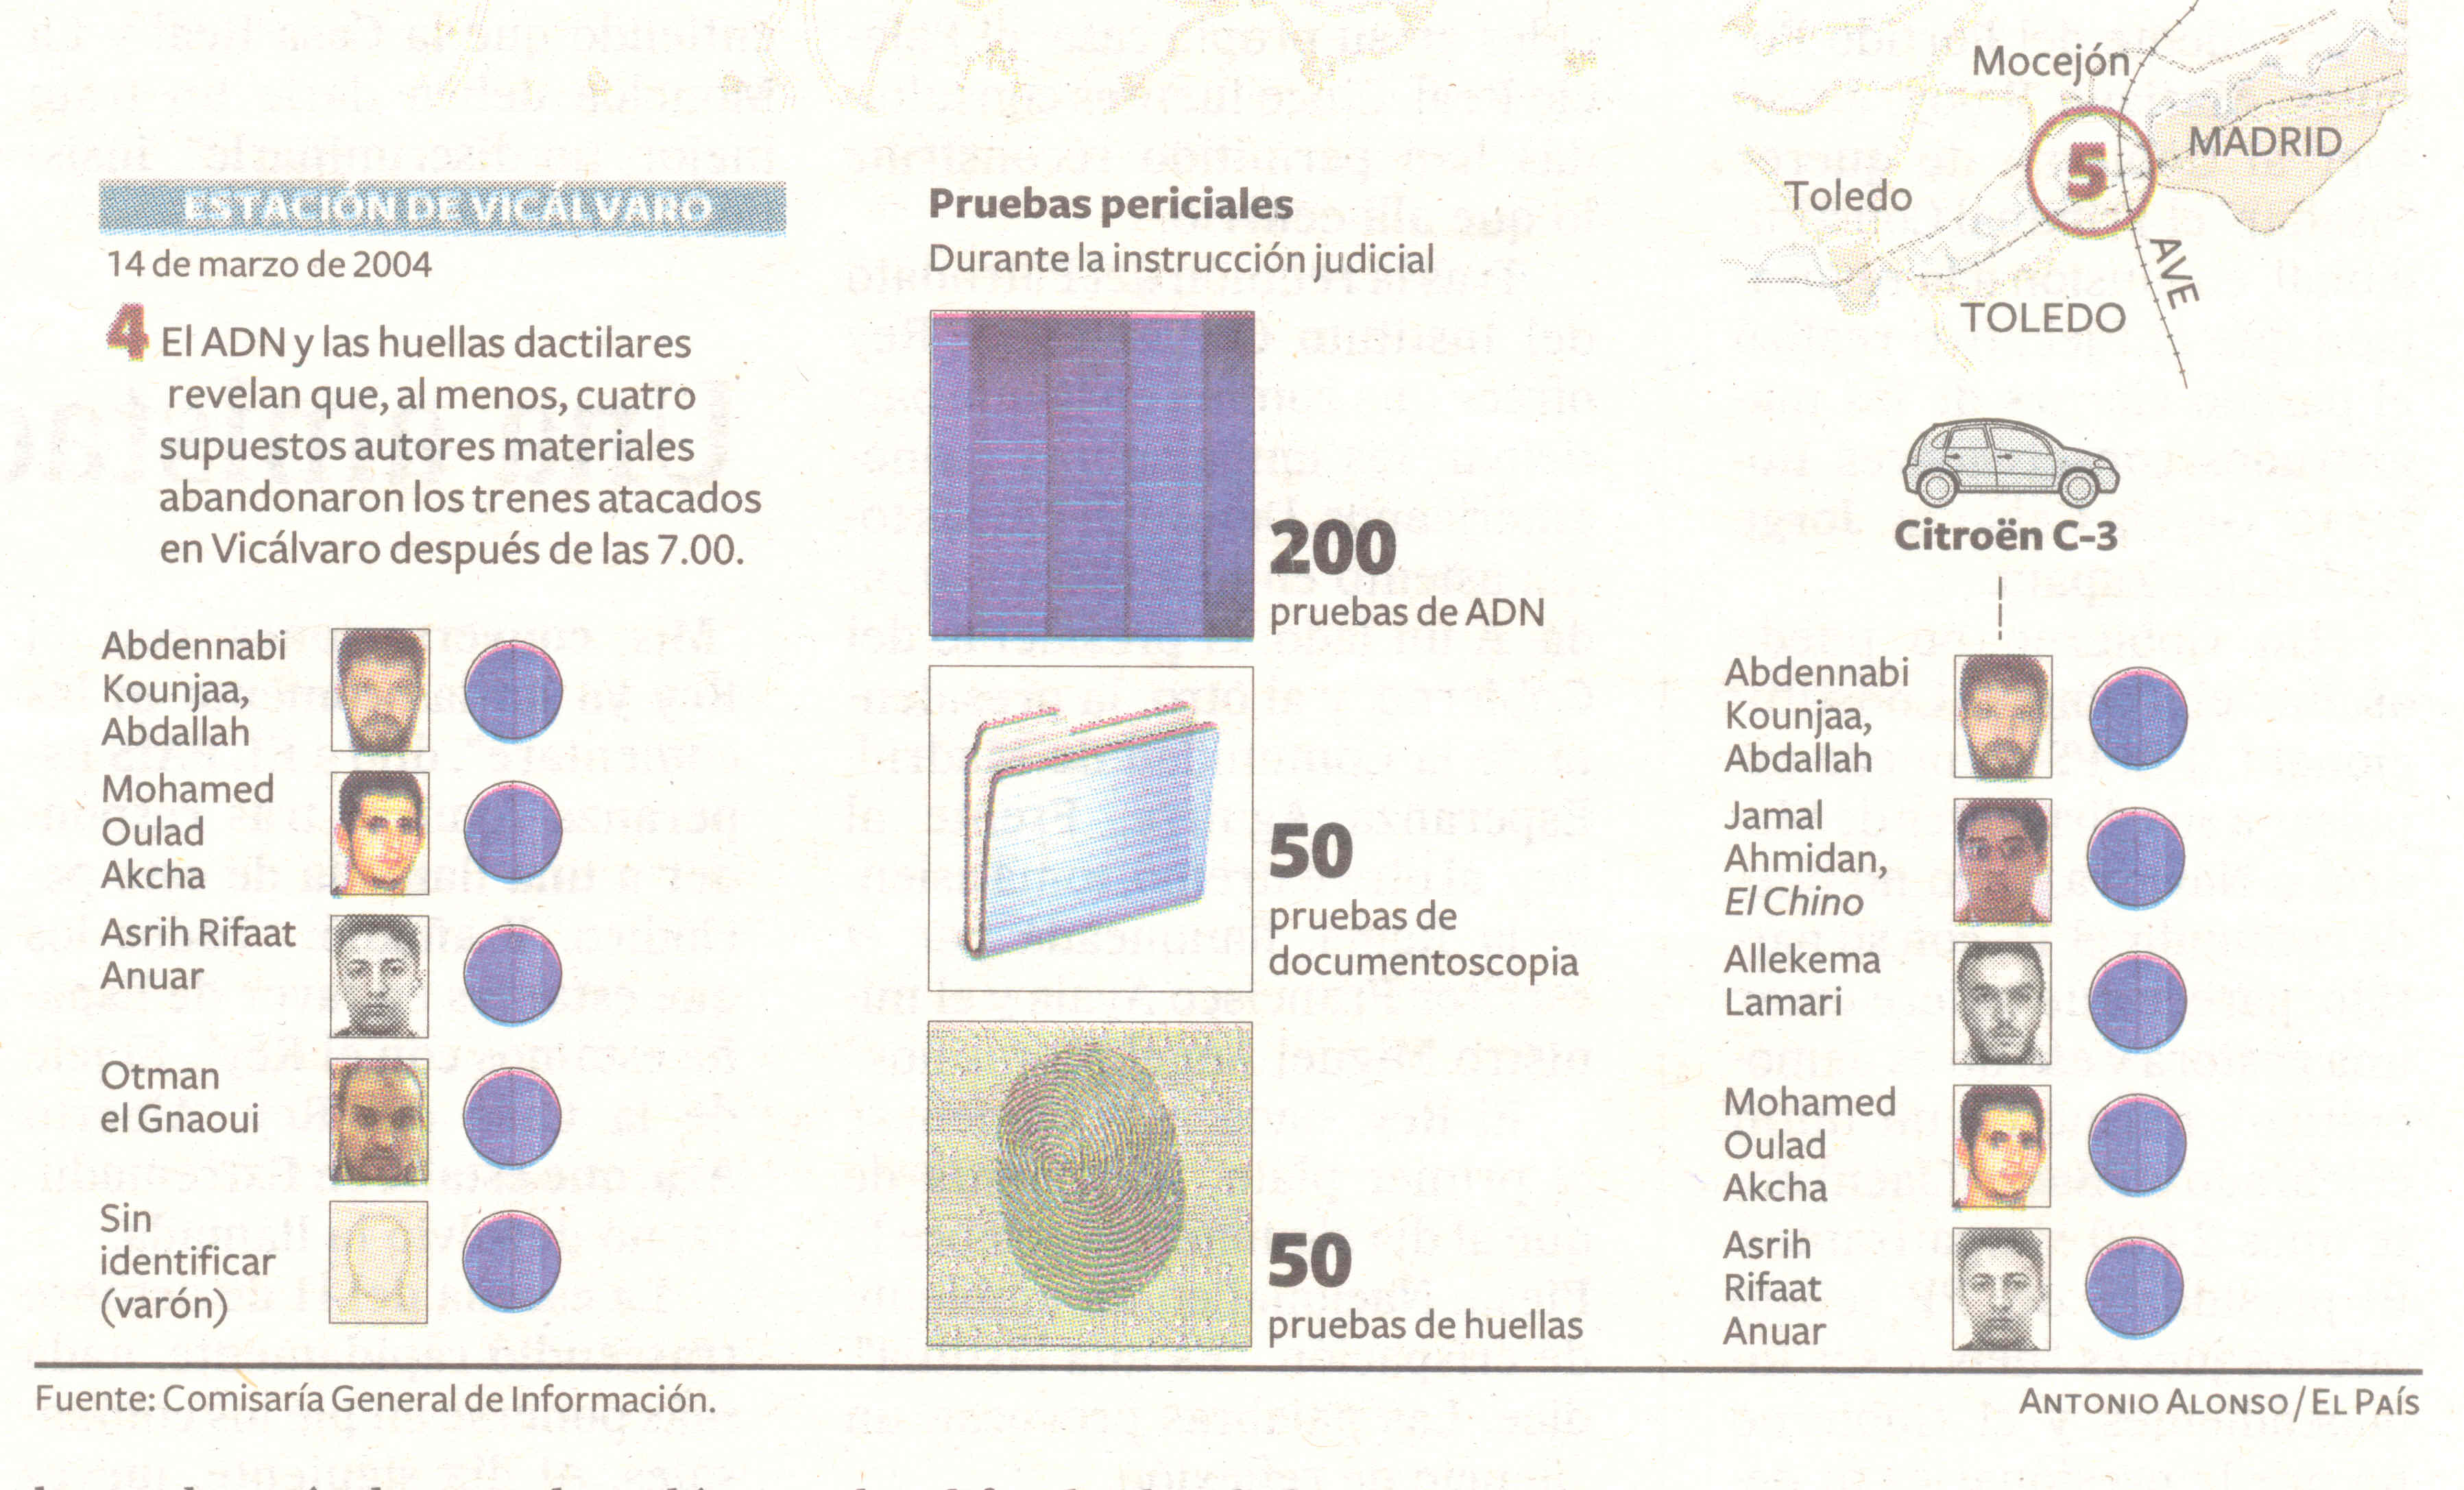 ESTACIÓN DE VICÁLVARO
14 de marzo de 2004
4 El ADN y las huellas dactilares
revelan que, al menos, cuatro
supuestos autores materiales
abandonaron los trenes atacados
en Vicálvaro después de las 7.00.
Abdennabi
Kounjaa,
Abdallah
Mohamed
Oulad
Akcha
Asrih Rifaat
Anuar
Otman
el Gnaoui
Sin
identificar
(varón)
Pruebas periciales
Durante la instrucción judicial
200
pruebas de ADN
50
pruebas de
documentoscopia
50
pruebas de huellas
Mocejón
MADRID
5
Toledo
AVE
TOLEDO
Citroën C-3
Abdennabi
Kounjaa,
Abdallah
Jamal
Ahmidan,
El Chino
Allekema
Lamari
Mohamed
Oulad
Akcha
Asrih
Rifaat
Anuar
Fuente: Comisaría General de Información.
ANTONIO ALONSO / EL PAÍS